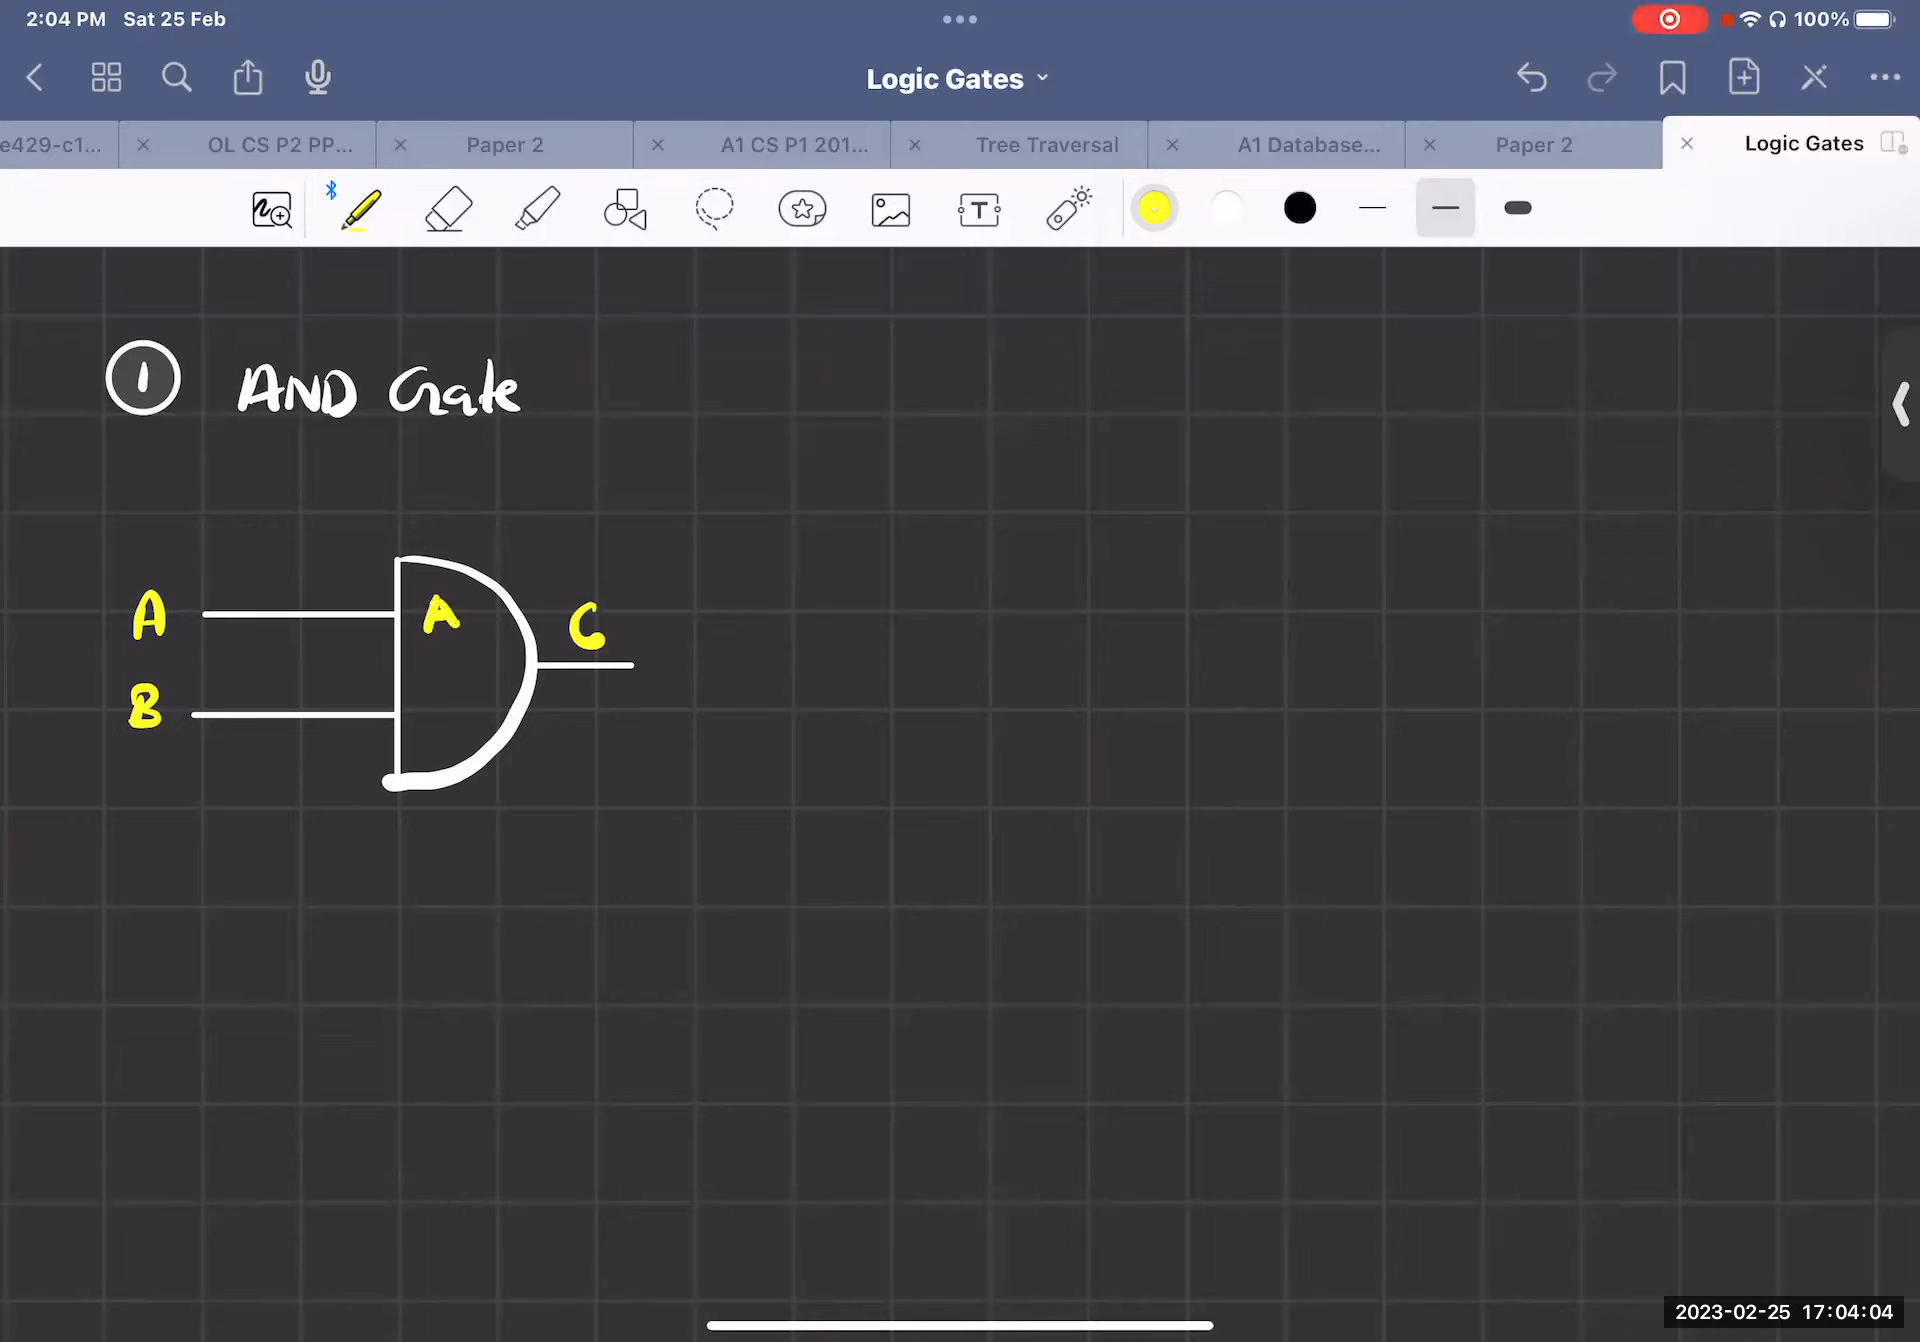 2:04 PM Sat 25 Feb
100%
Logic Gates
e429-c1...
OL CS P2 PP...
Paper 2
A1 CS P1 201...
Tree Traversal
A1 Database...
Paper 2
Logic Gates
T
1 AND Gate
A
A
C
B
2023-02-25 17:04:04